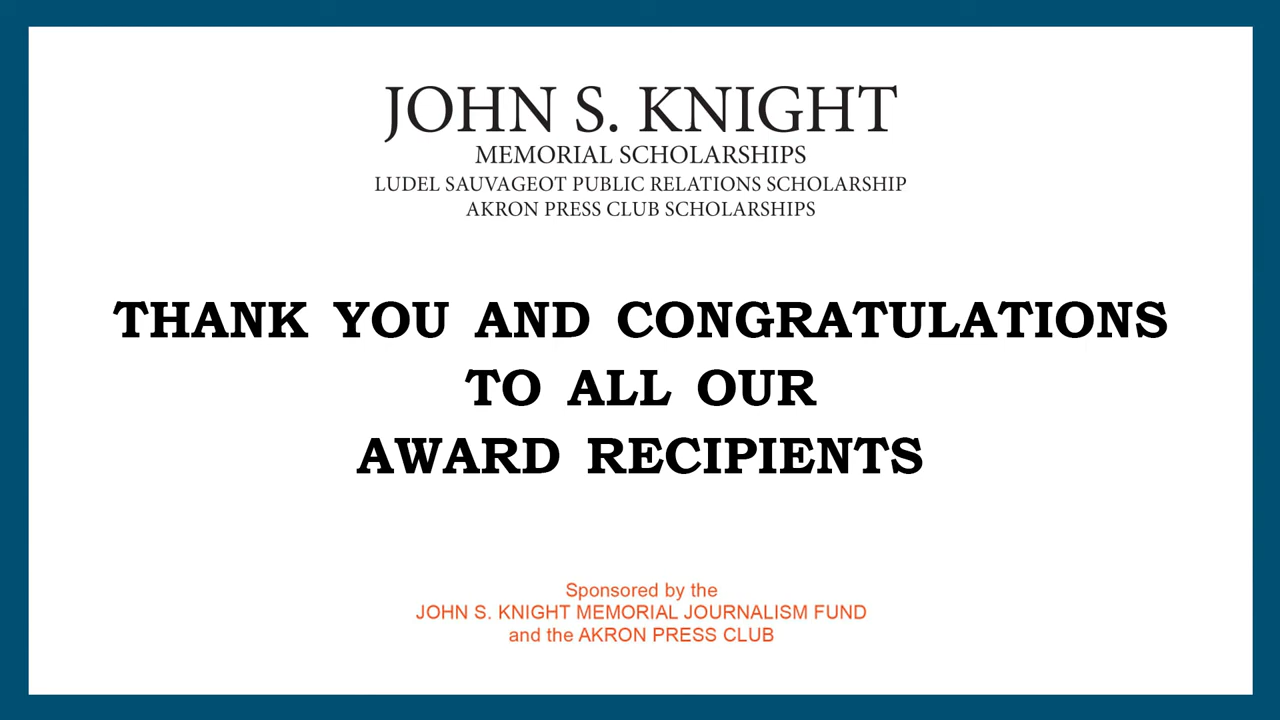 JOHN S. KNIGHT
MEMORIAL SCHOLARSHIPS
LUDEL SAUVAGEOT PUBLIC RELATIONS SCHOLARSHIP
AKRON PRESS CLUB SCHOLARSHIPS
THANK YOU AND CONGRATULATIONS
TO ALL OUR
AWARD RECIPIENTS
Sponsored by the
JOHN S. KNIGHT MEMORIAL JOURNALISM FUND
and the AKRON PRESS CLUB